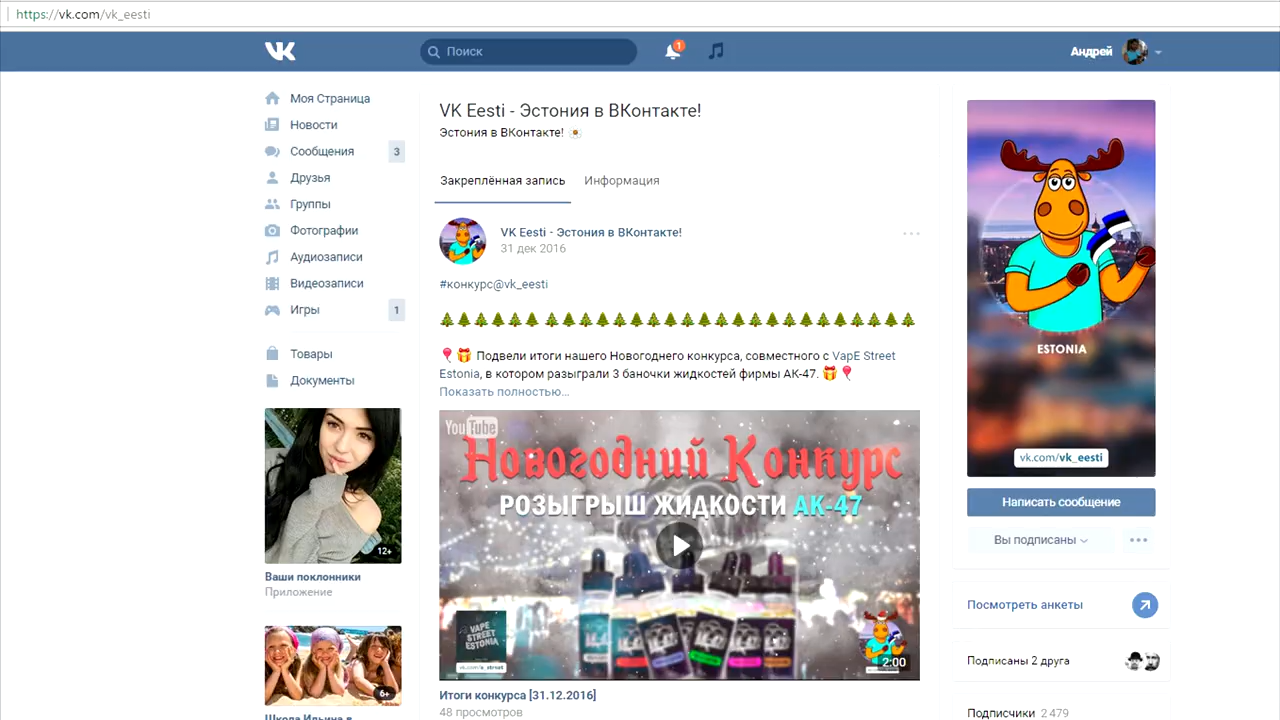 https://vk.com/vk_eesti
Поиск
1
Андрей
Моя Страница
Новости
Сообщения
3
Друзья
Группы
Фотографии
Аудиозаписи
Видеозаписи
Игры
1
Товары
Документы
12+
Ваши поклонники
Приложение
6+
Школа Ильина в
VK Eesti - Эстония в ВКонтакте!
Эстония в ВКонтакте!
Закреплённая запись
Информация
VK Eesti - Эстония в ВКонтакте!
31 дек 2016
#конкурс@vk_eesti
Подвели итоги нашего Новогоднего конкурса, совместного с VapE Street
Estonia, в котором разыграли 3 баночки жидкостей фирмы АК-47.
Показать полностью...
YouTube
Новогодний Конкурс
РОЗЫГРЫШ ЖИДКОСТИ АК-47
VAPE
STREET
ESTONIA
2:00
Итоги конкурса [31.12.2016]
48 просмотров
ESTONIA
vk.com/vk_eesti
Написать сообщение
Вы подписаны
Посмотреть анкеты
Подписаны 2 друга
Подписчики 2 479